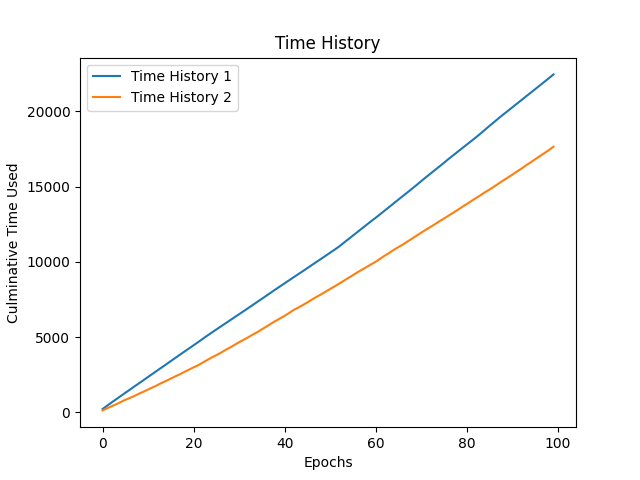 Time History
Time History 1
Time History 2
Culminative Time Used
20000
15000
10000
5000
0
0 20 40 60 80 100
Epochs